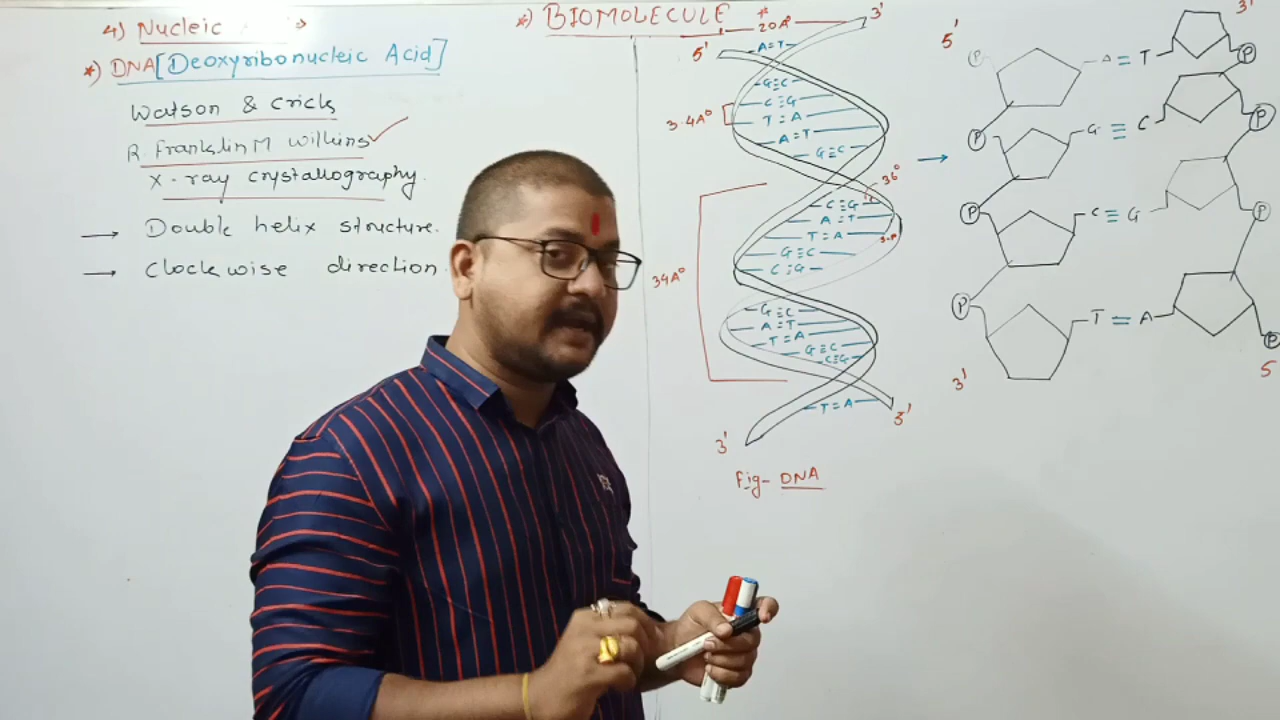 *) BIOMOLECULE
4) Nucleic
*) DNA [Deoxyribonucleic Acid]
Watson & Crick
R. Franklin M wilkins ✓
X-ray crystallography.
→ Double helix structure.
→ Clockwise direction
* 20A°
3'
5'
A=T
G≡C
C≡G
3.4A°
T=A
A=T
G≡C
36°
C≡G
A=T
T=A
G≡C
34A°
C≡G
G≡C
A=T
T=A
G≡C
C≡G
T=A
3'
3'
Fig- DNA
→
5'
3'
P
A=T
P
P
G≡C
P
P
C≡G
P
P
T=A
P
3'
5